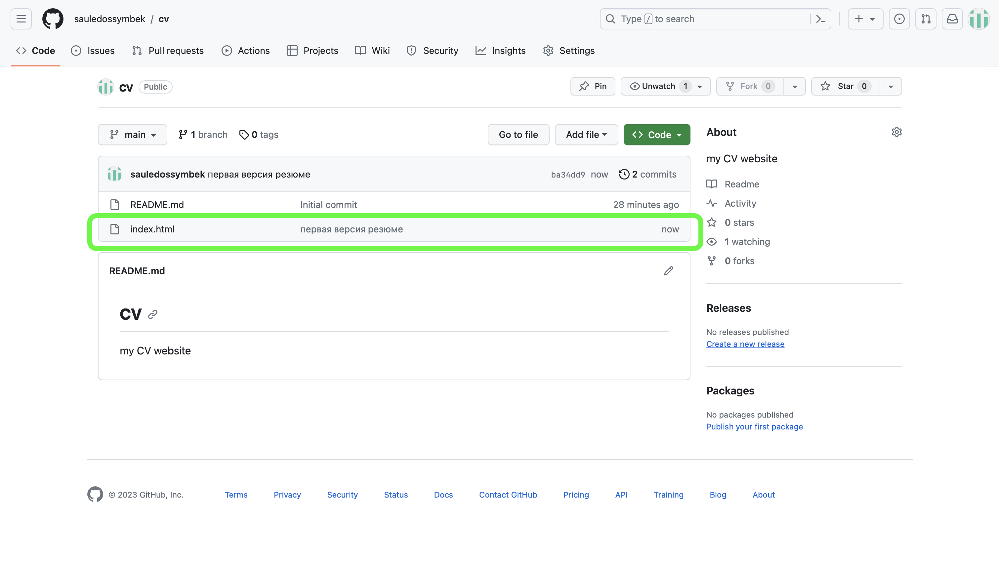 sauledossymbek / cv
Type / to search
Code Issues Pull requests Actions Projects Wiki Security Insights Settings
cv Public
Pin Unwatch 1 Fork 0 Star 0
main 1 branch 0 tags Go to file Add file Code
sauledossymbek первая версия резюме ba34dd9 now 2 commits
README.md Initial commit 28 minutes ago
index.html первая версия резюме now
README.md
cv
my CV website
About
my CV website
Readme
Activity
0 stars
1 watching
0 forks
Releases
No releases published
Create a new release
Packages
No packages published
Publish your first package
© 2023 GitHub, Inc. Terms Privacy Security Status Docs Contact GitHub Pricing API Training Blog About